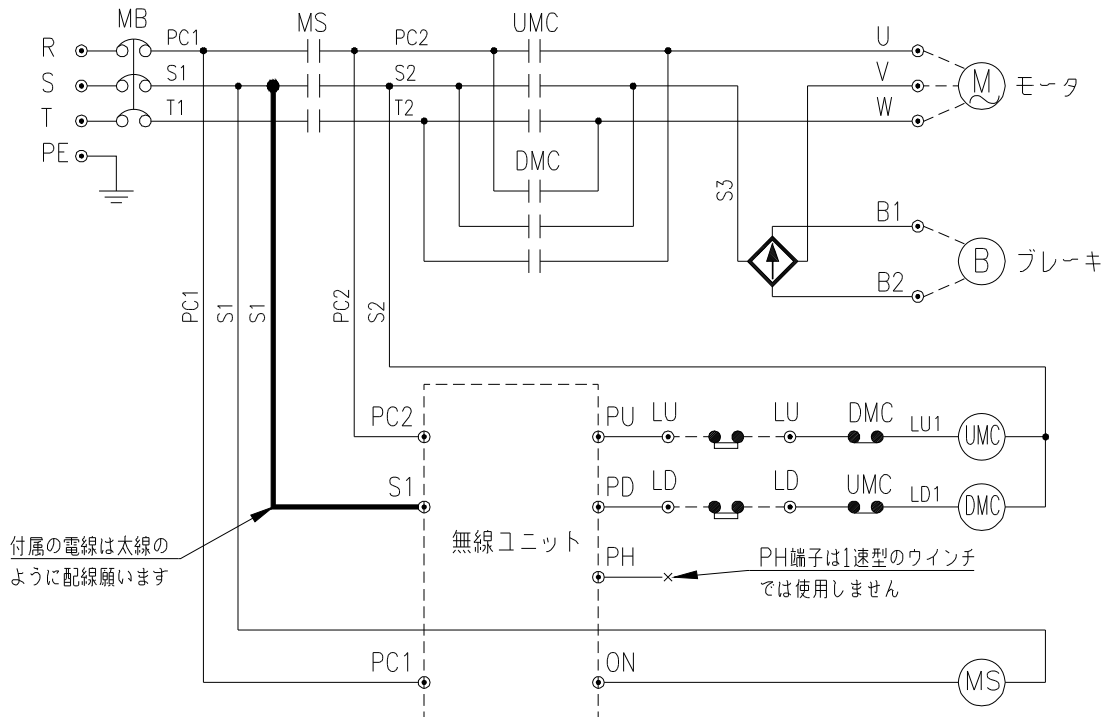 MB
MS
UMC
R
PC1
PC2
U
S
S1
S2
V
M
モータ
T
T1
T2
W
PE
DMC
S3
B1
B
ブレーキ
B2
PC1
S1
S1
PC2
S2
PC2
PU
LU
LU
DMC
LU1
UMC
S1
PD
LD
LD
UMC
LD1
DMC
付属の電線は太線の
ように配線願います
無線ユニット
PH
PH端子は1速型のウインチ
では使用しません
PC1
ON
MS